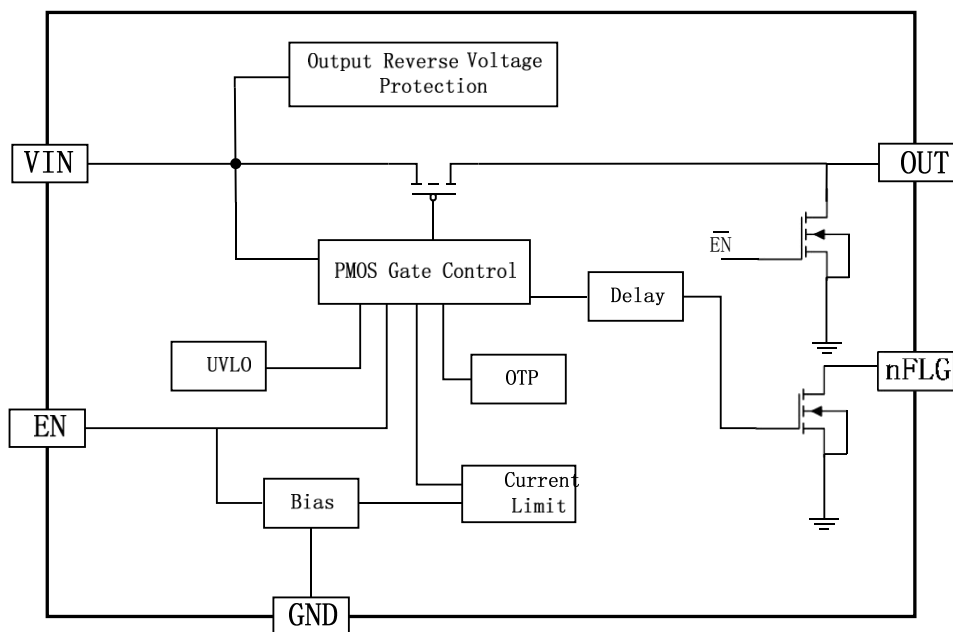 Output Reverse Voltage
Protection
VIN
OUT
EN
PMOS Gate Control
Delay
UVLO
OTP
nFLG
EN
Current
Limit
Bias
GND